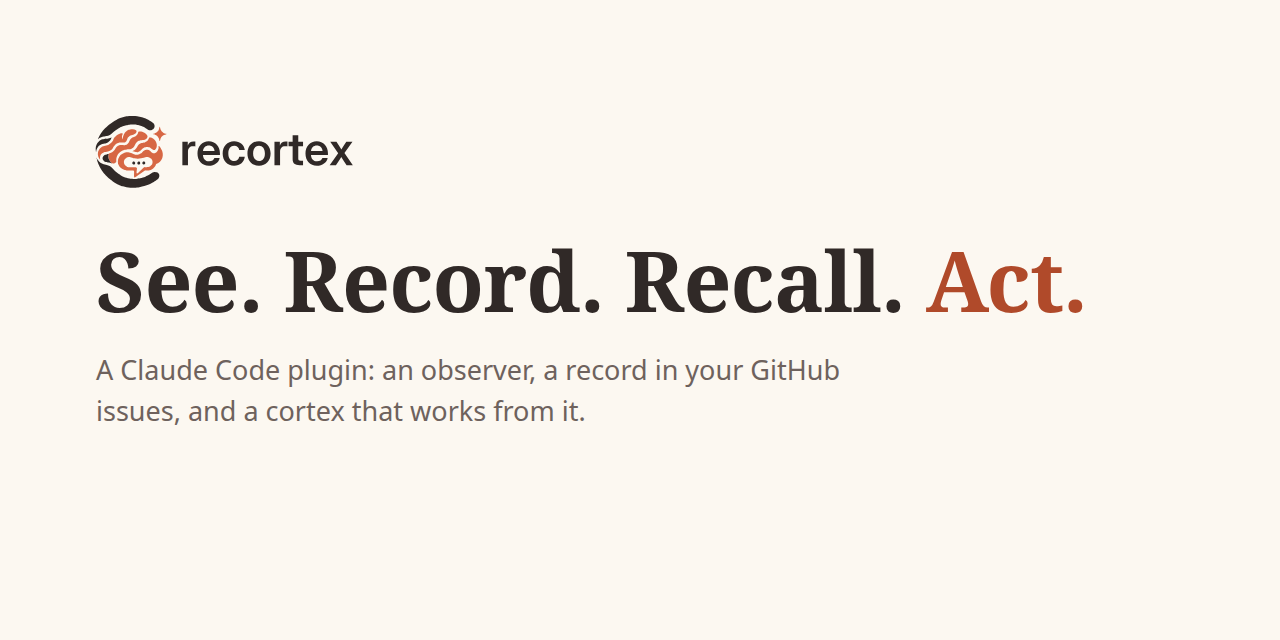 recortex
See. Record. Recall. Act.
A Claude Code plugin: an observer, a record in your GitHub
issues, and a cortex that works from it.